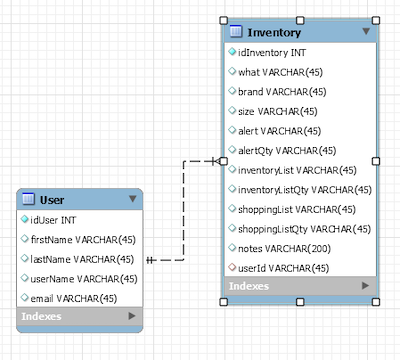 Inventory
idInventory INT
what VARCHAR(45)
brand VARCHAR(45)
size VARCHAR(45)
alert VARCHAR(45)
alertQty VARCHAR(45)
inventoryList VARCHAR(45)
inventoryListQty VARCHAR(45)
shoppingList VARCHAR(45)
shoppingListQty VARCHAR(45)
notes VARCHAR(200)
userId VARCHAR(45)
Indexes
User
idUser INT
firstName VARCHAR(45)
lastName VARCHAR(45)
userName VARCHAR(45)
email VARCHAR(45)
Indexes